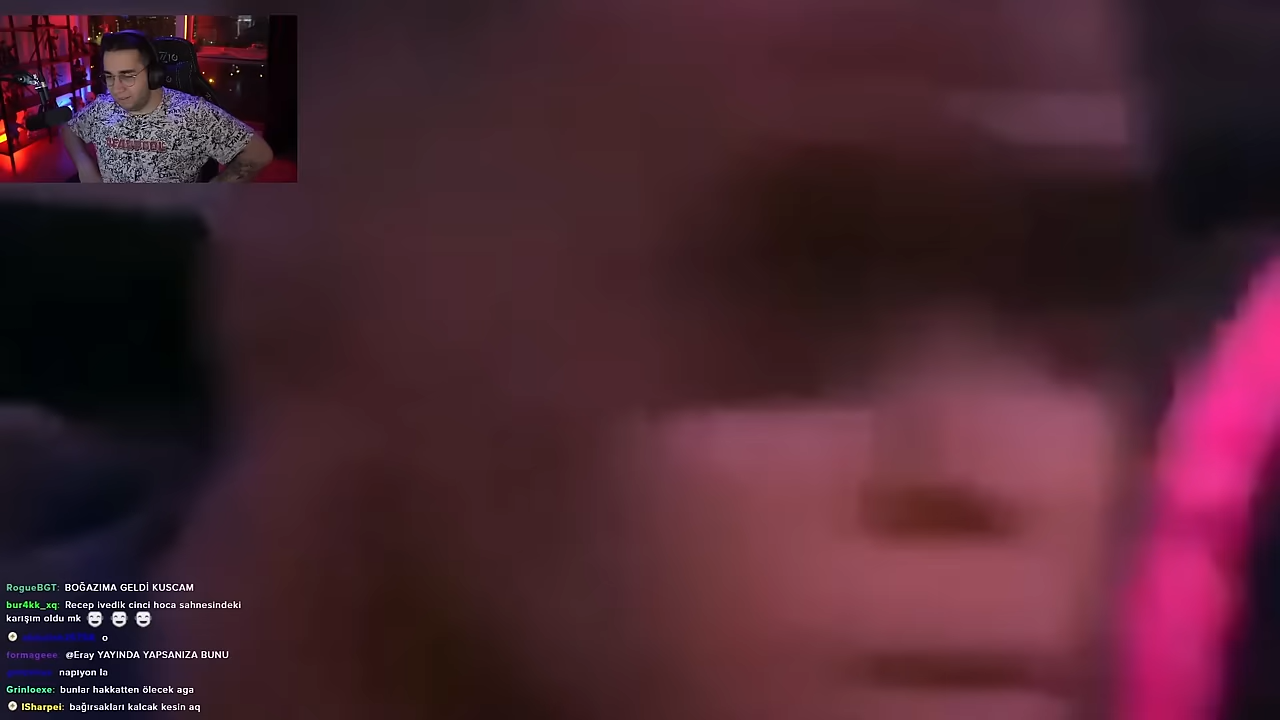 RogueBGT: BOĞAZIMA GELDİ KUSCAM
bur4kk_xq: Recep ivedik cinci hoca sahnesindeki
karışım oldu mk
o
formageee: @Eray YAYINDA YAPSANIZA BUNU
napıyon la
Grinloexe: bunlar hakkatten ölecek aga
lSharpei: bağırsakları kalcak kesin aq